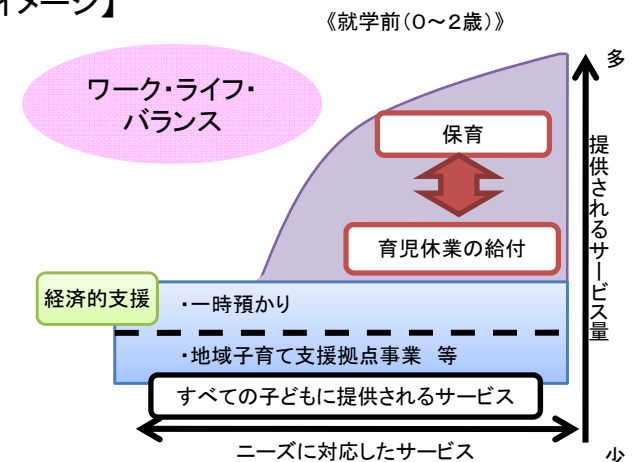 イメージ】
《就学前(0~2歳)》
多
ワーク・ライフ・
バランス
保育
育児休業の給付
提供されるサービス量
経済的支援
・一時預かり
・地域子育て支援拠点事業 等
すべての子どもに提供されるサービス
ニーズに対応したサービス
少